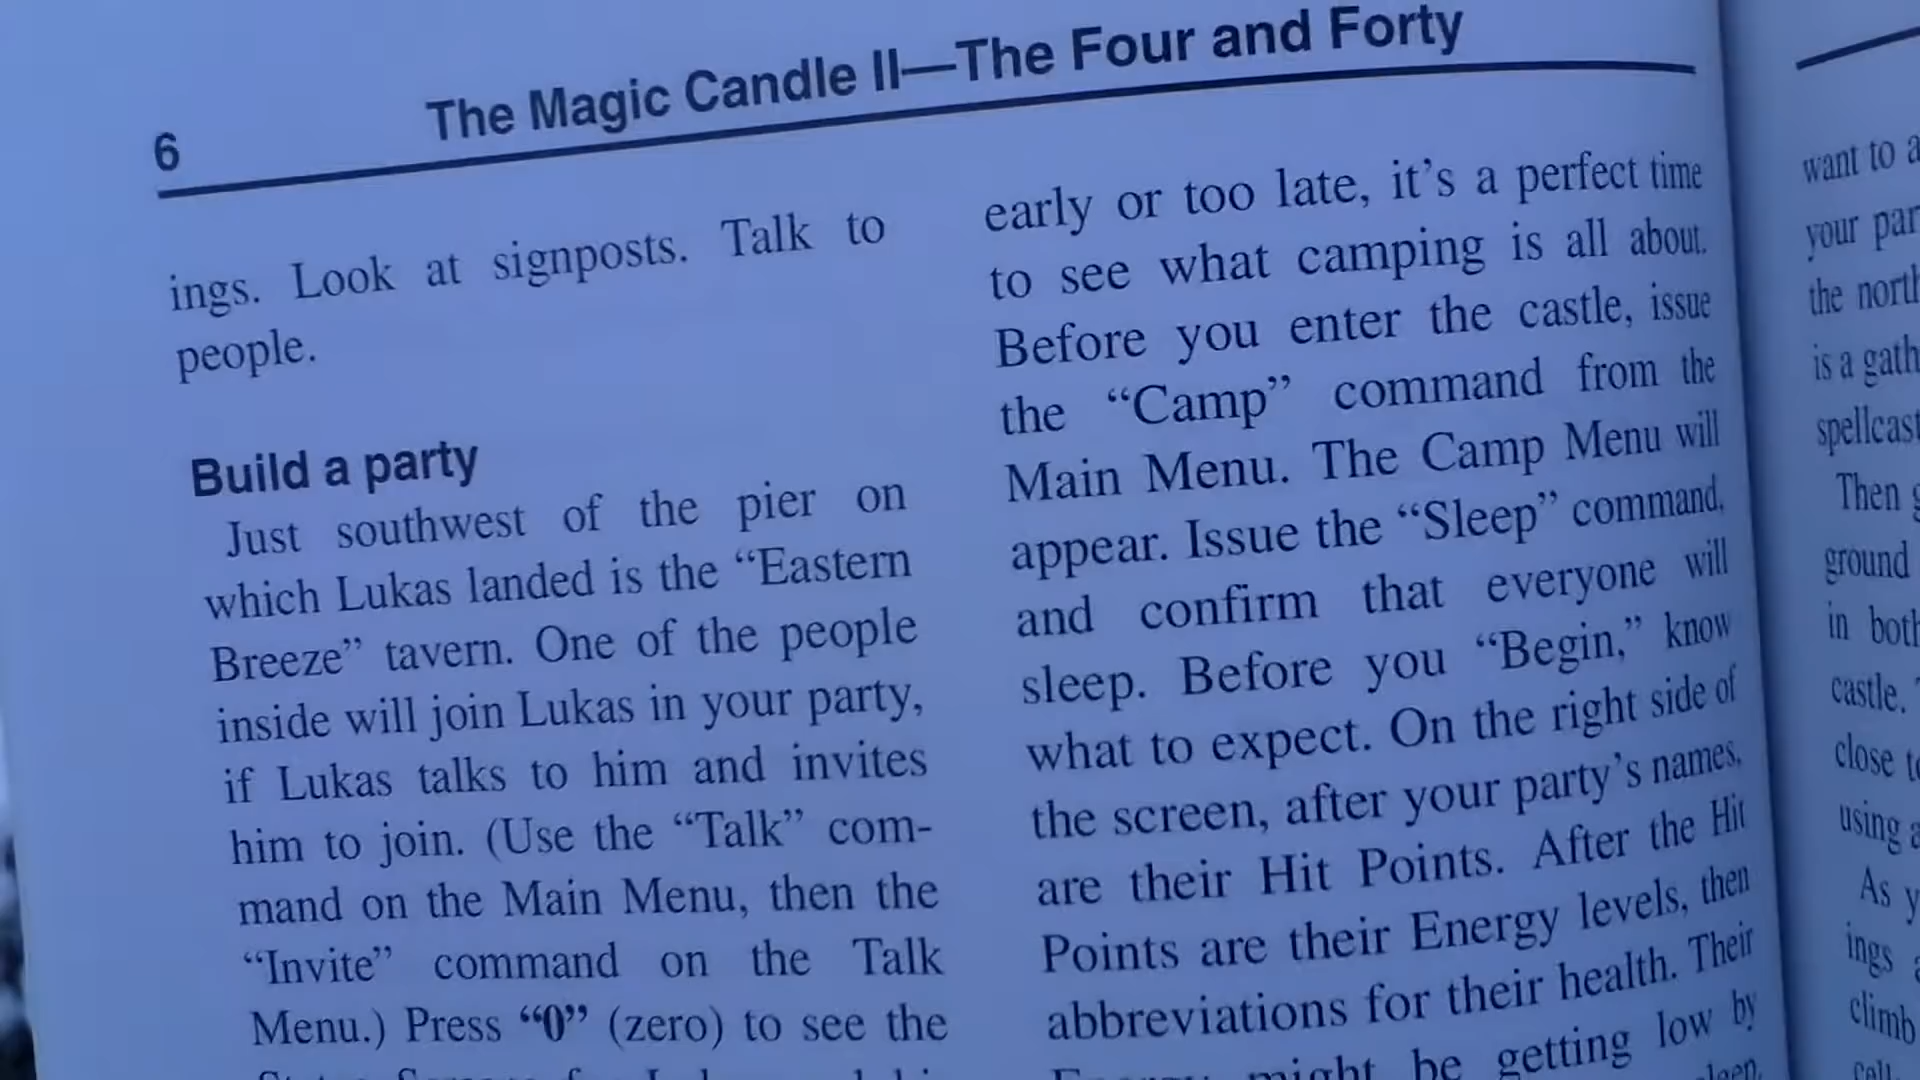 6
The Magic Candle II—The Four and Forty
ings. Look at signposts. Talk to
people.
Build a party
Just southwest of the pier on
which Lukas landed is the “Eastern
Breeze” tavern. One of the people
inside will join Lukas in your party,
if Lukas talks to him and invites
him to join. (Use the “Talk” com-
mand on the Main Menu, then the
“Invite” command on the Talk
Menu.) Press “0” (zero) to see the
early or too late, it’s a perfect time
to see what camping is all about.
Before you enter the castle, issue
the “Camp” command from the
Main Menu. The Camp Menu will
appear. Issue the “Sleep” command,
and confirm that everyone will
sleep. Before you “Begin,” know
what to expect. On the right side of
the screen, after your party’s names,
are their Hit Points. After the Hit
Points are their Energy levels, then
abbreviations for their health. Their
might be getting low by
want to
your
the
is a
Then
ground
in
castle.
close
using
As
ings
climb